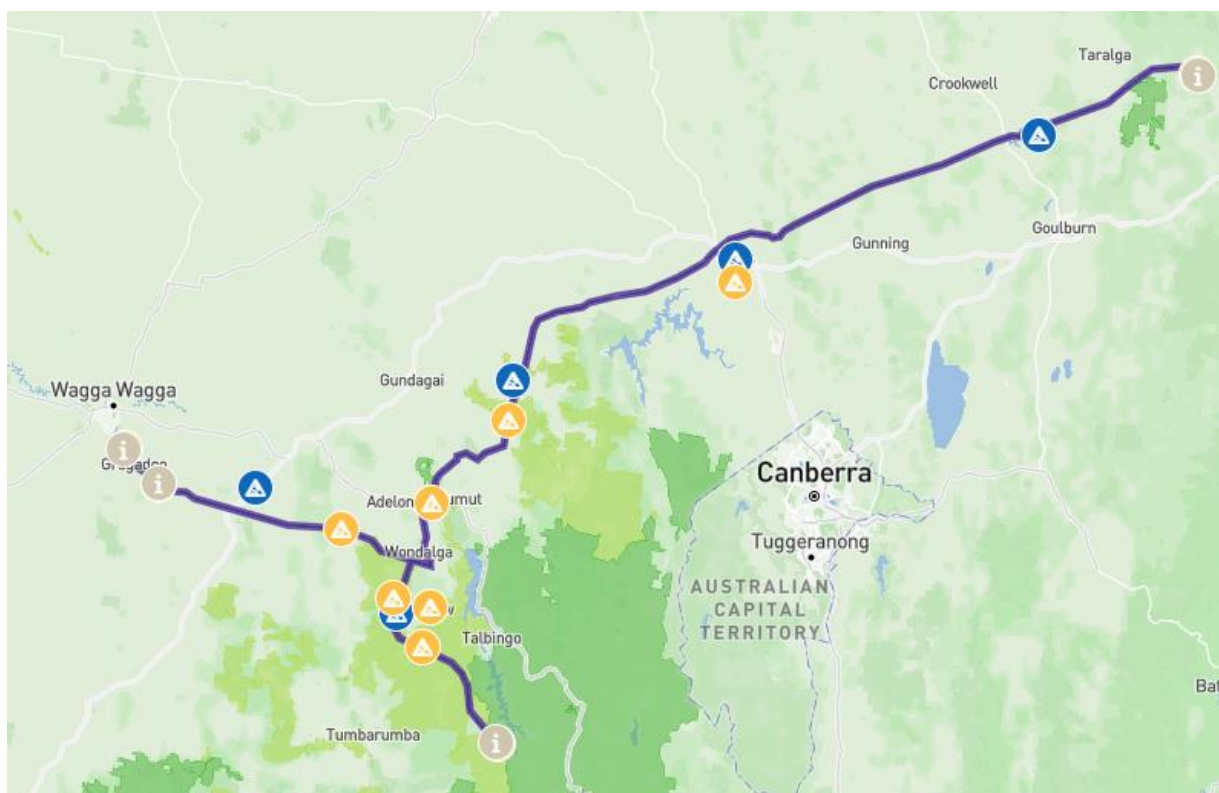 Taralga
Crookwell
Goulburn
Gunning
Gundagai
Wagga Wagga
Canberra
Wondalga
Tuggeranong
AUSTRALIAN
CAPITAL
TERRITORY
Talbingo
Tumbarumba